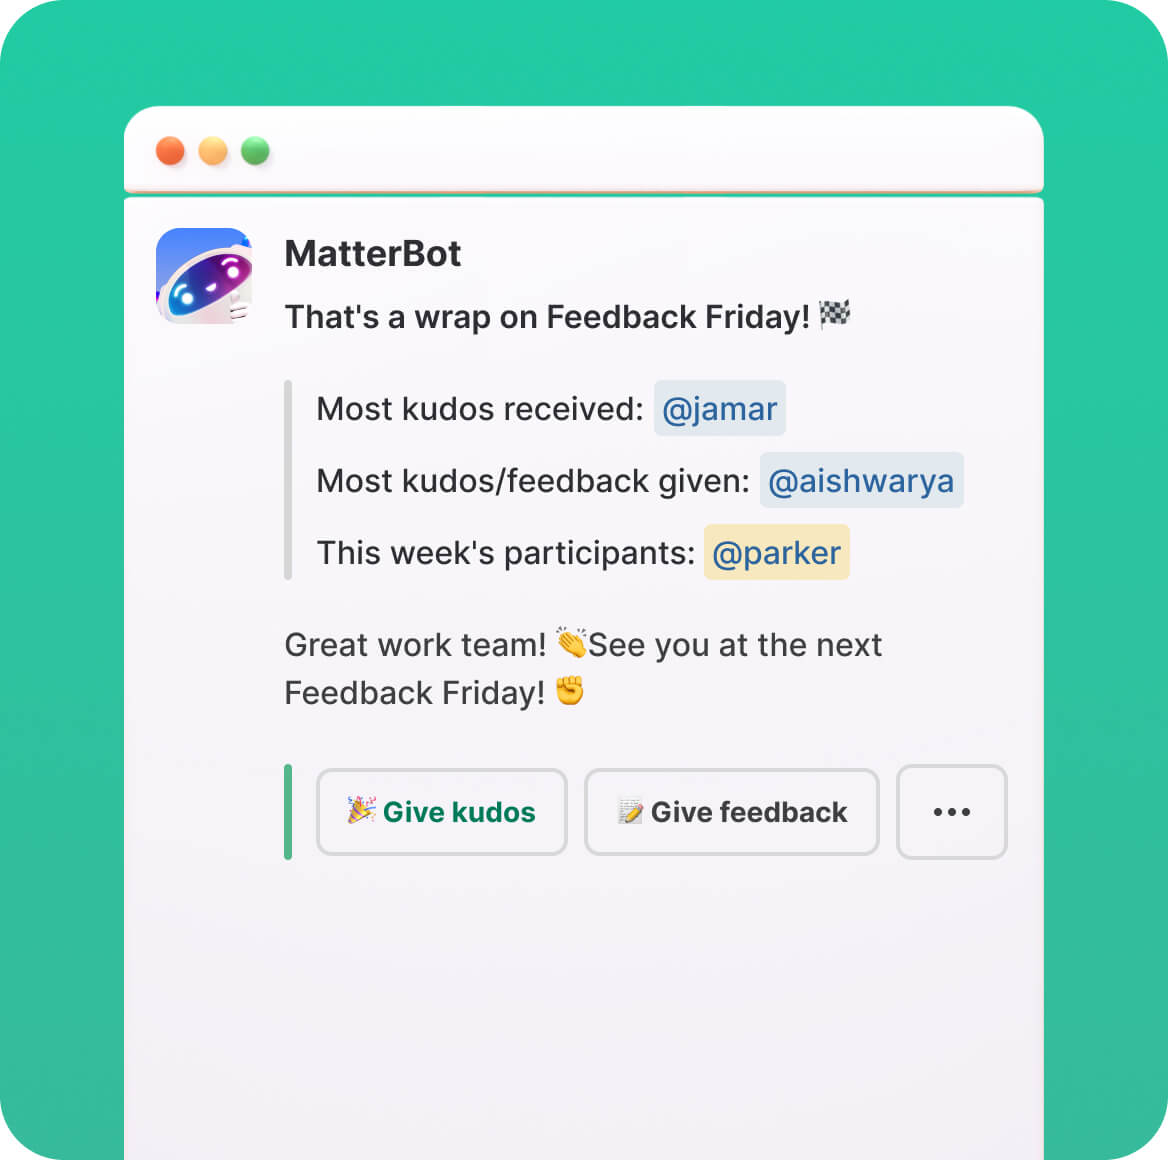 MatterBot
That's a wrap on Feedback Friday! 🏁
Most kudos received: @jamar
Most kudos/feedback given: @aishwarya
This week's participants: @parker
Great work team! 👏See you at the next
Feedback Friday! ✊
🎉 Give kudos
📝 Give feedback
•••